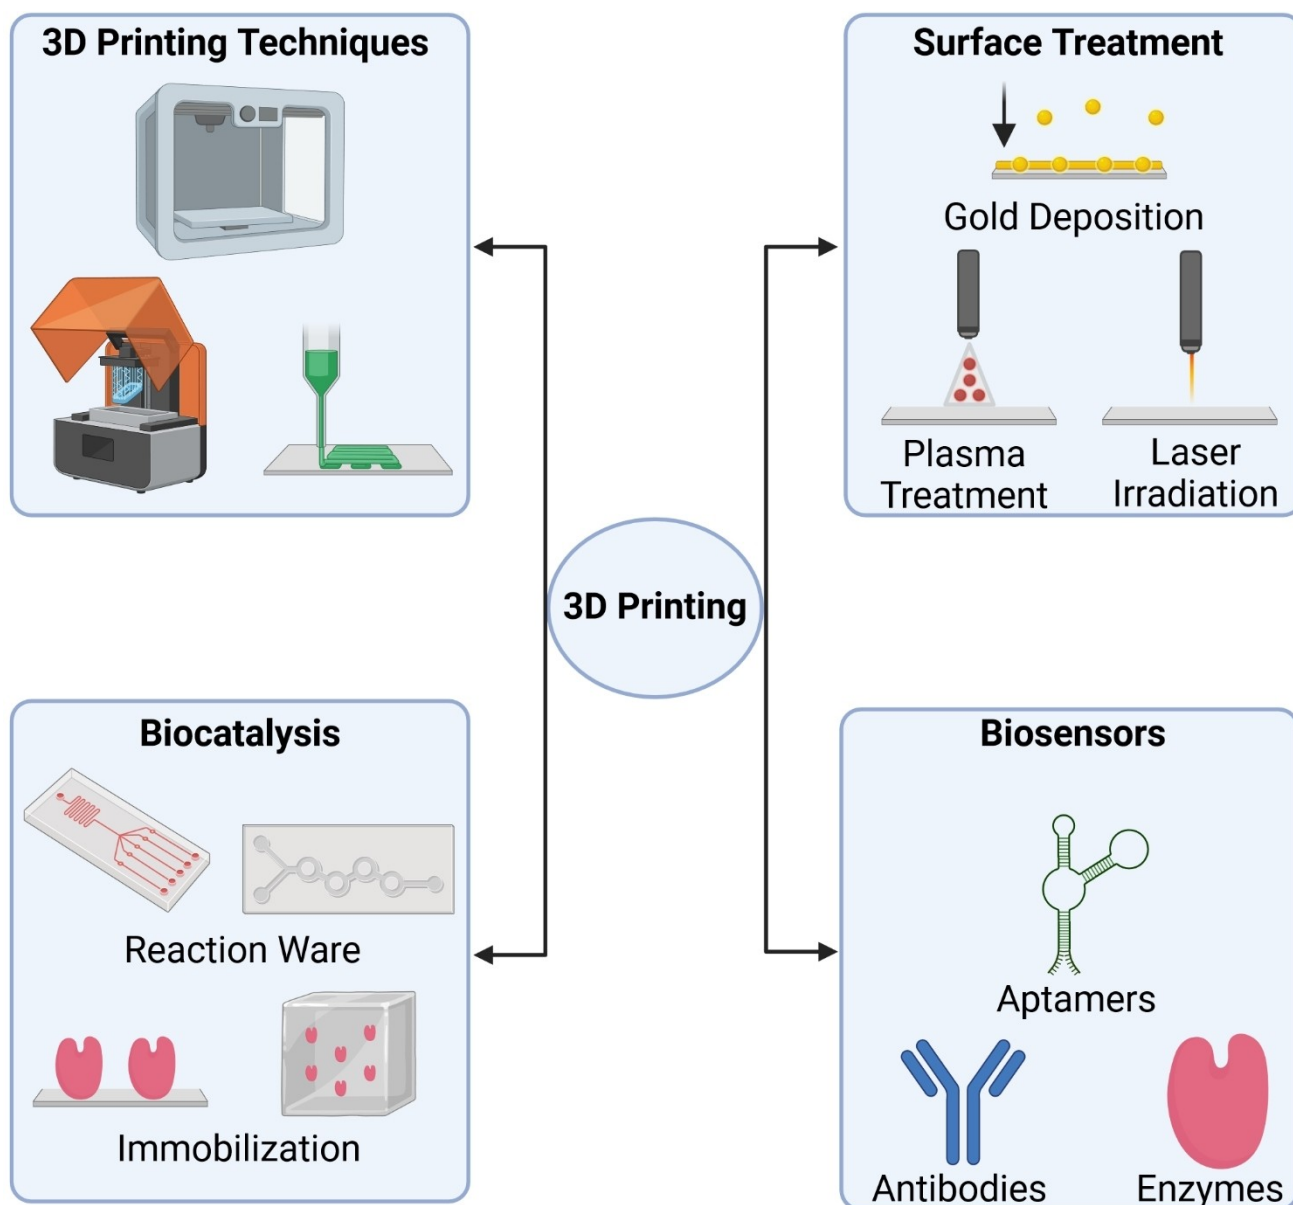 3D Printing Techniques
Surface Treatment
Gold Deposition
Plasma
Treatment
Laser
Irradiation
3D Printing
Biocatalysis
Reaction Ware
Immobilization
Biosensors
Aptamers
Antibodies
Enzymes